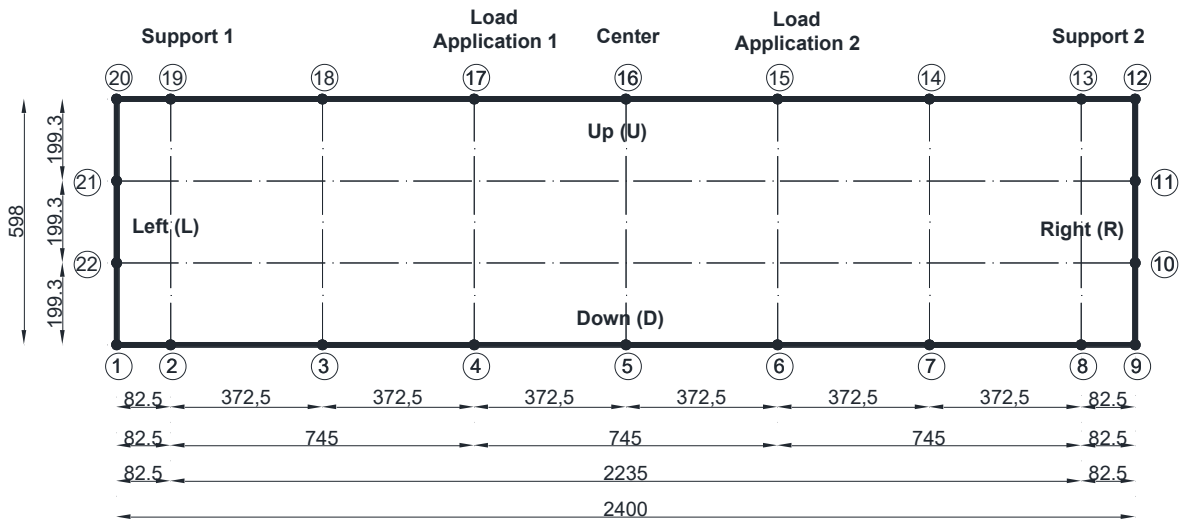 Support 1
Load
Application 1
Center
Load
Application 2
Support 2
20 19 18 17 16 15 14 13 12
Up (U)
199.3
21 11
598
199.3
Left (L)
Right (R)
22 10
199.3
Down (D)
1 2 3 4 5 6 7 8 9
82.5 372,5 372,5 372,5 372,5 372,5 372,5 82.5
82.5 745 745 745 82.5
82.5 2235 82.5
2400